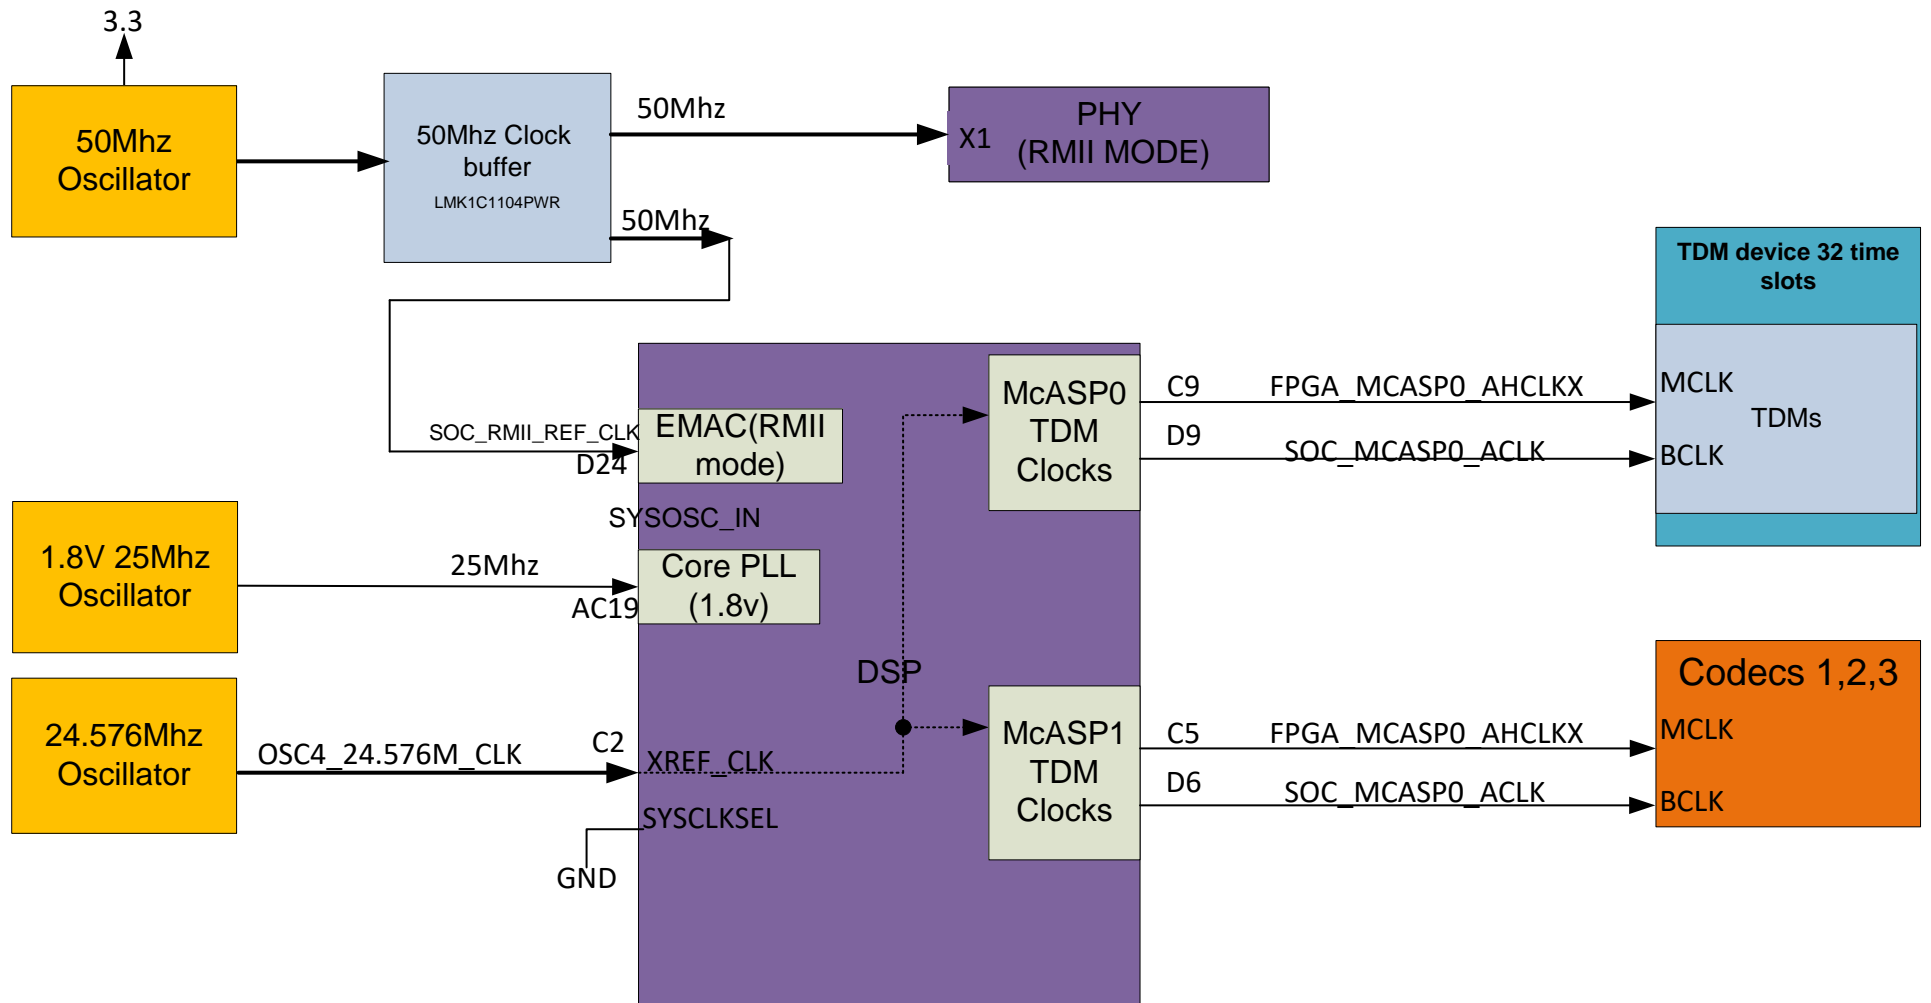 3.3
50Mhz
Oscillator
50Mhz Clock
buffer
LMK1C1104PWR
50Mhz
50Mhz
X1
PHY
(RMII MODE)
TDM device 32 time
slots
MCLK
TDMs
BCLK
SOC_RMII_REF_CLK
D24
EMAC(RMII
mode)
SYSOSC_IN
McASP0
TDM
Clocks
C9
FPGA_MCASP0_AHCLKX
D9
SOC_MCASP0_ACLK
1.8V 25Mhz
Oscillator
25Mhz
AC19
Core PLL
(1.8v)
DSP
24.576Mhz
Oscillator
OSC4_24.576M_CLK
C2
XREF_CLK
SYSCLKSEL
GND
McASP1
TDM
Clocks
C5
FPGA_MCASP0_AHCLKX
D6
SOC_MCASP0_ACLK
Codecs 1,2,3
MCLK
BCLK